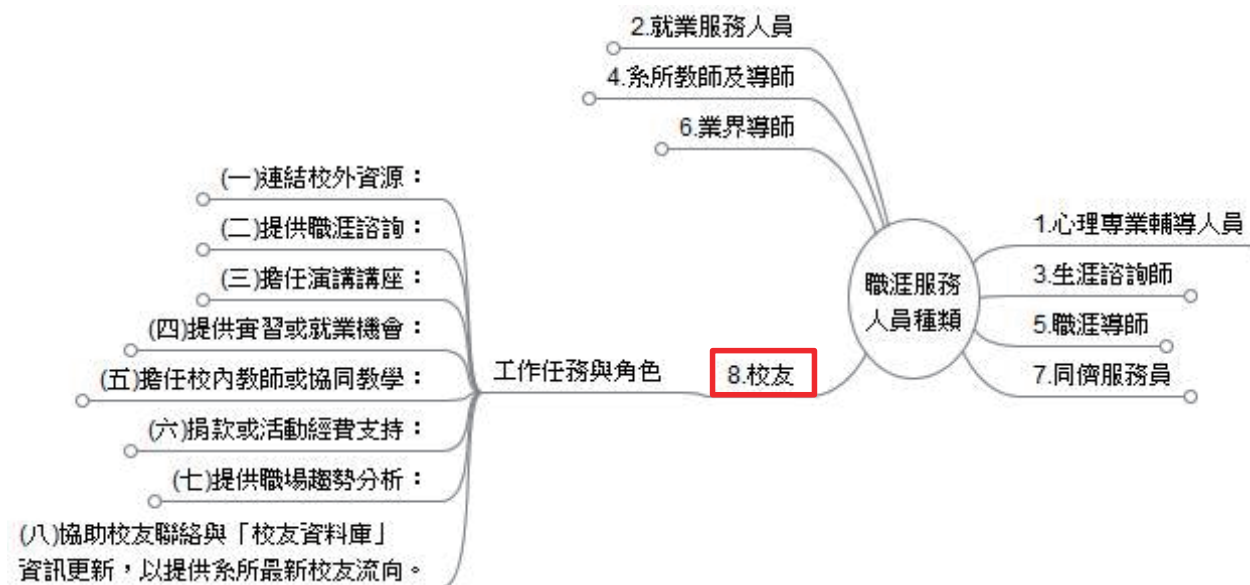 2.就業服務人員
4.系所教師及導師
6.業界導師
職涯服務
人員種類
1.心理專業輔導人員
3.生涯諮詢師
5.職涯導師
7.同儕服務員
8.校友
工作任務與角色
(一)連結校外資源：
(二)提供職涯諮詢：
(三)擔任演講講座：
(四)提供實習或就業機會：
(五)擔任校內教師或協同教學：
(六)捐款或活動經費支持：
(七)提供職場趨勢分析：
(八)協助校友聯絡與「校友資料庫」
資訊更新，以提供系所最新校友流向。